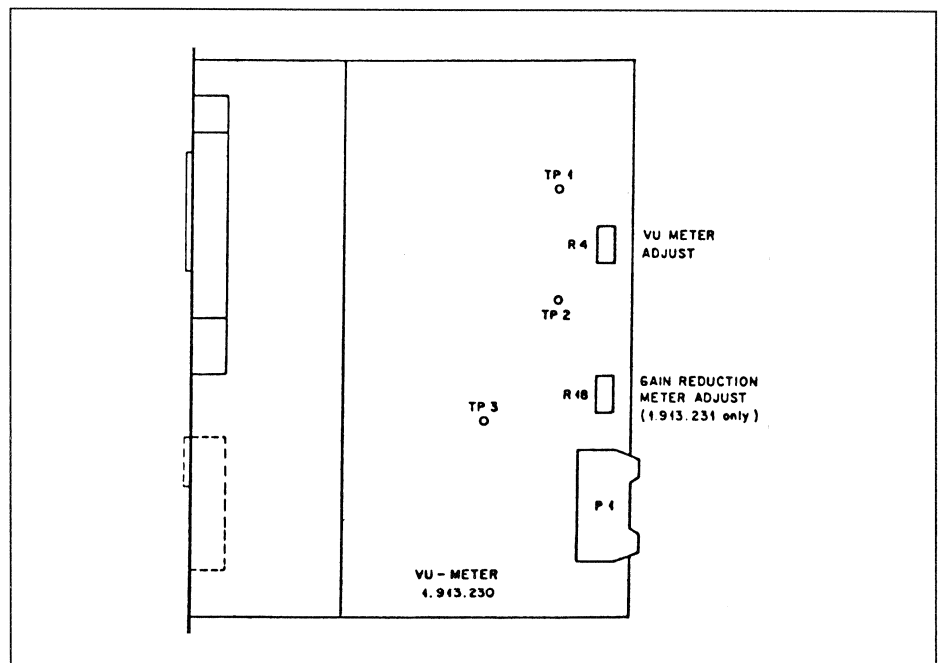 TP 1
R 4
VU METER
ADJUST
TP 2
R 18
GAIN REDUCTION
METER ADJUST
(1.913.231 only)
TP 3
P 1
VU-METER
1.913.230